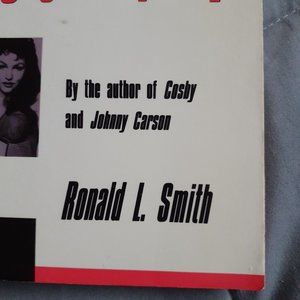 By the author of Cosby
and Johnny Carson
Ronald L. Smith